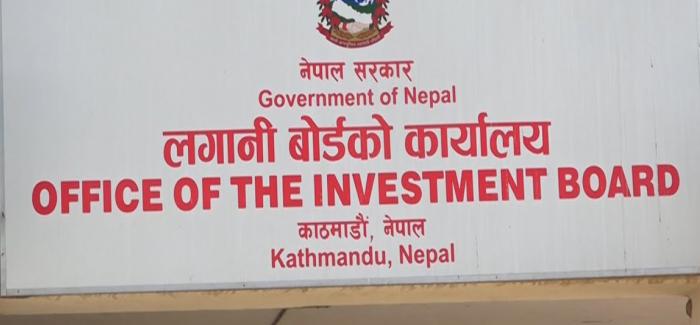 नेपाल सरकार
Government of Nepal
लगानी बोर्डको कार्यालय
OFFICE OF THE INVESTMENT BOARD
काठमाडौं, नेपाल
Kathmandu, Nepal